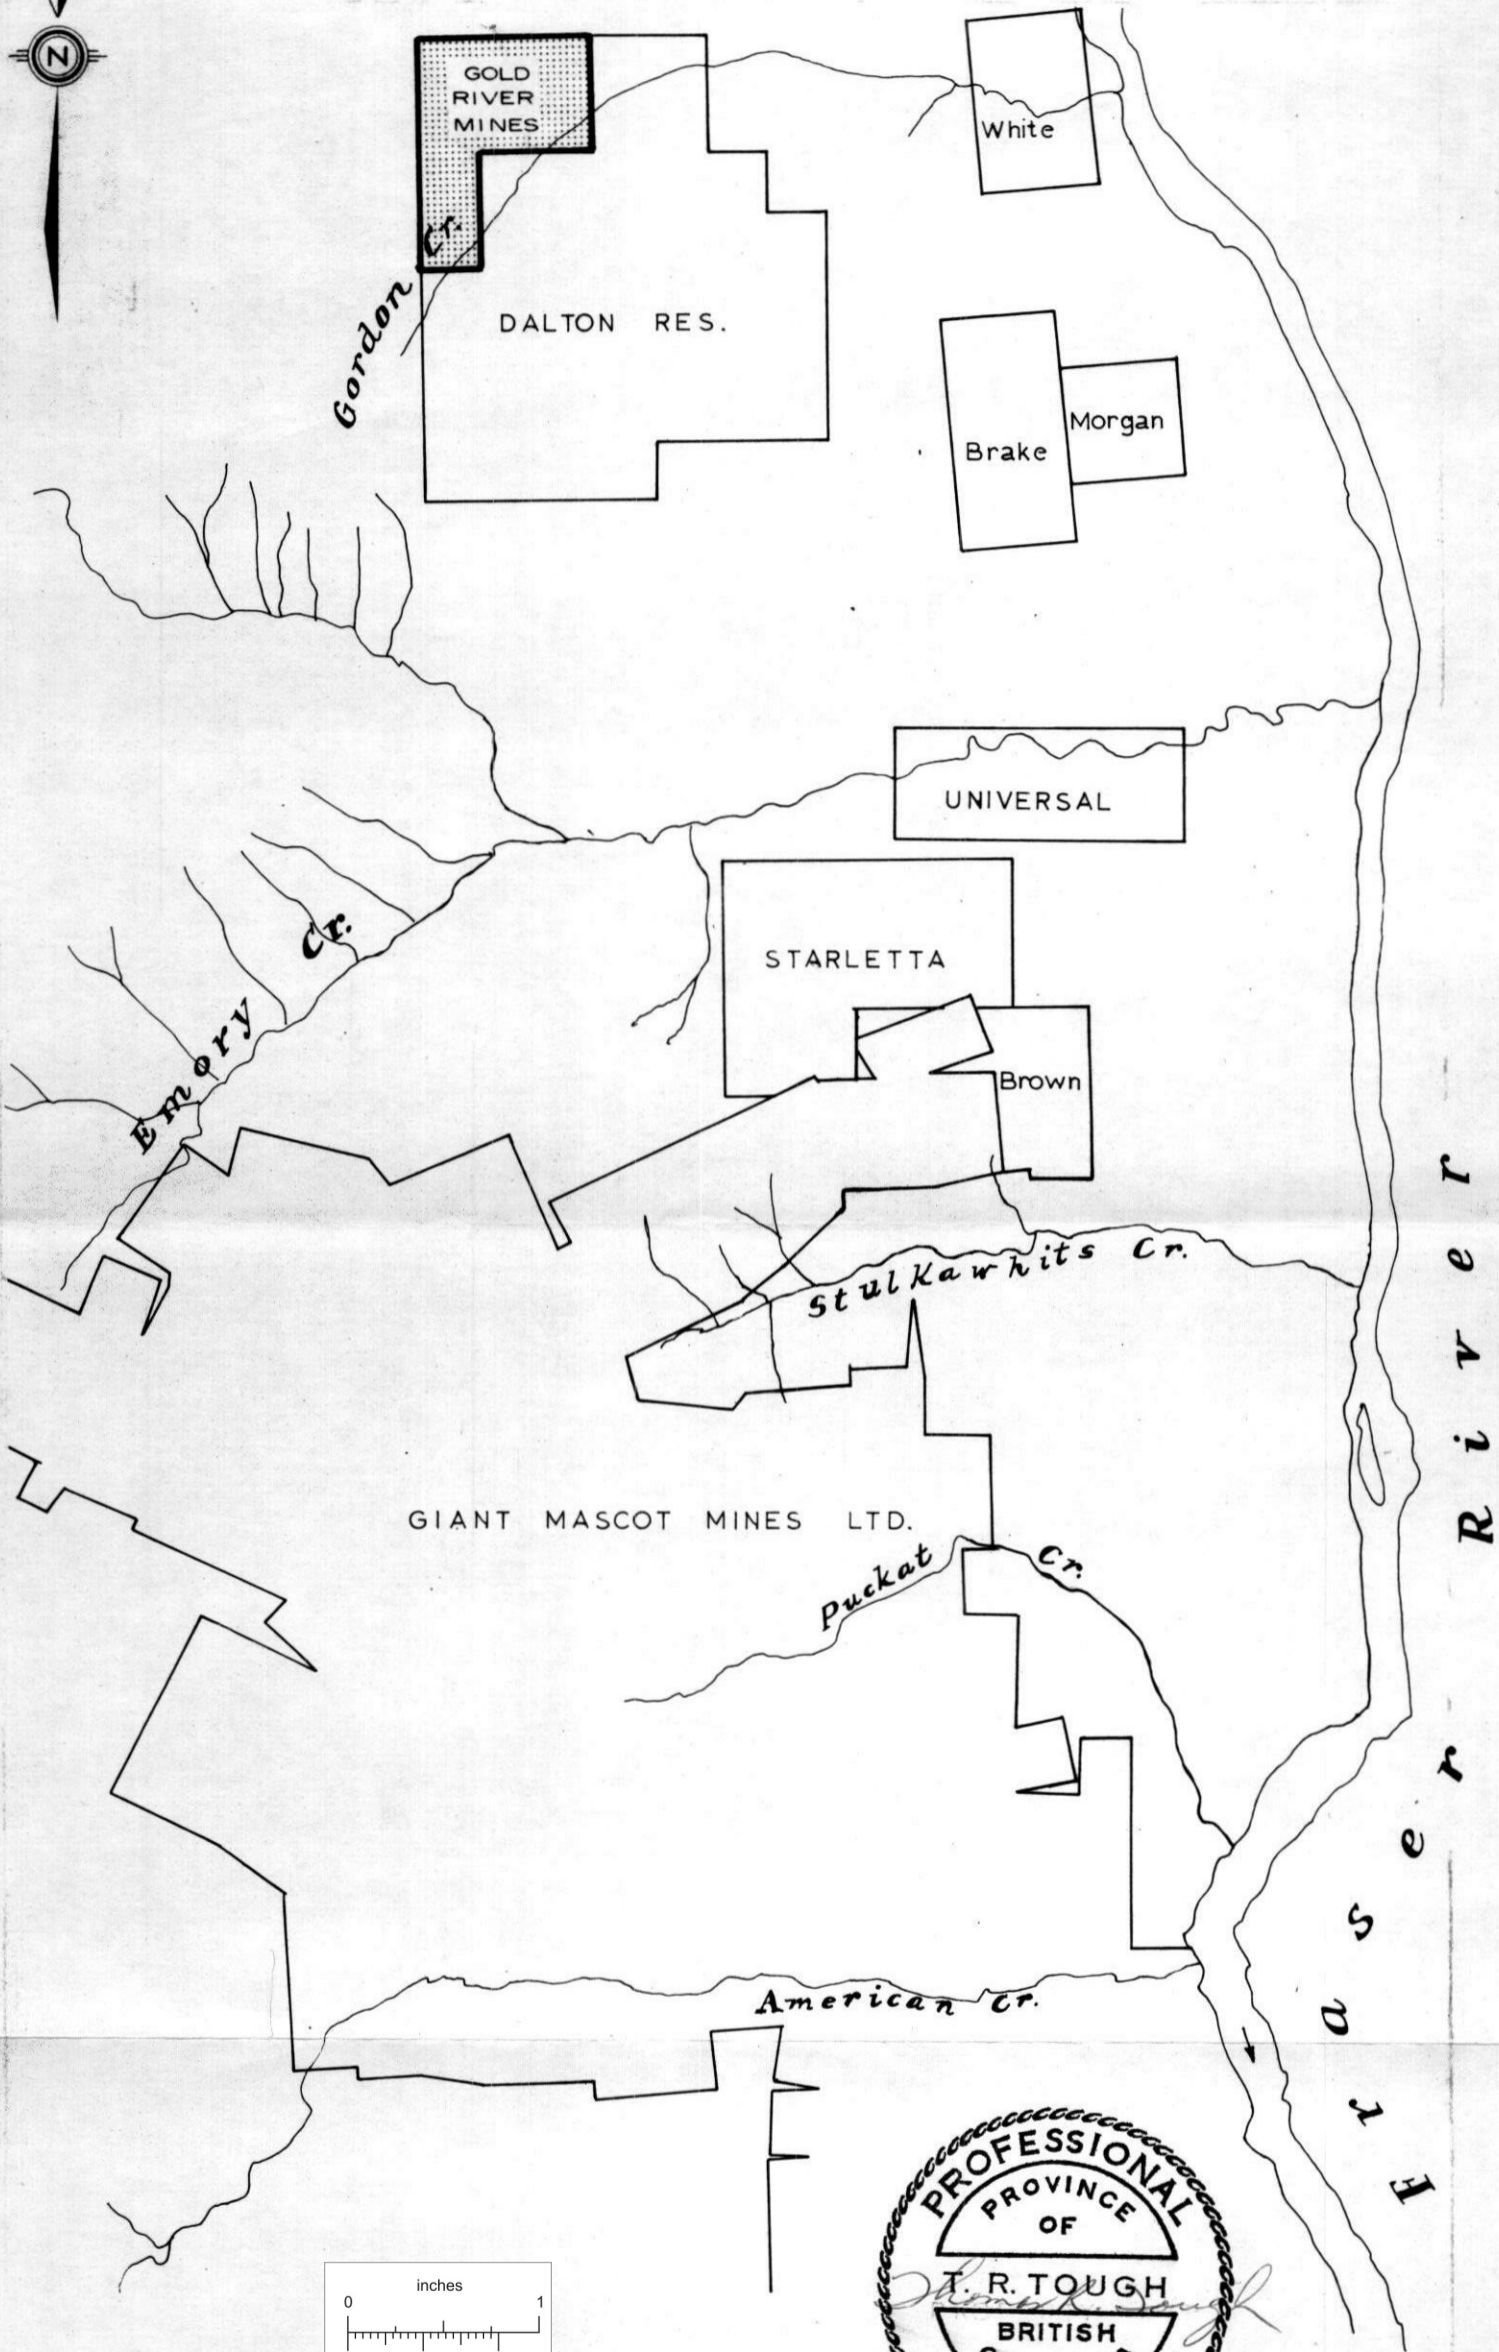 N
GOLD
RIVER
MINES
White
Gordon Cr.
DALTON RES.
Morgan
Brake
UNIVERSAL
Emory Cr.
STARLETTA
Brown
Stulkawhits Cr.
GIANT MASCOT MINES LTD.
Puckat Cr.
Fraser River
American Cr.
PROFESSIONAL
PROVINCE
OF
T. R. TOUGH
BRITISH
inches
0 1